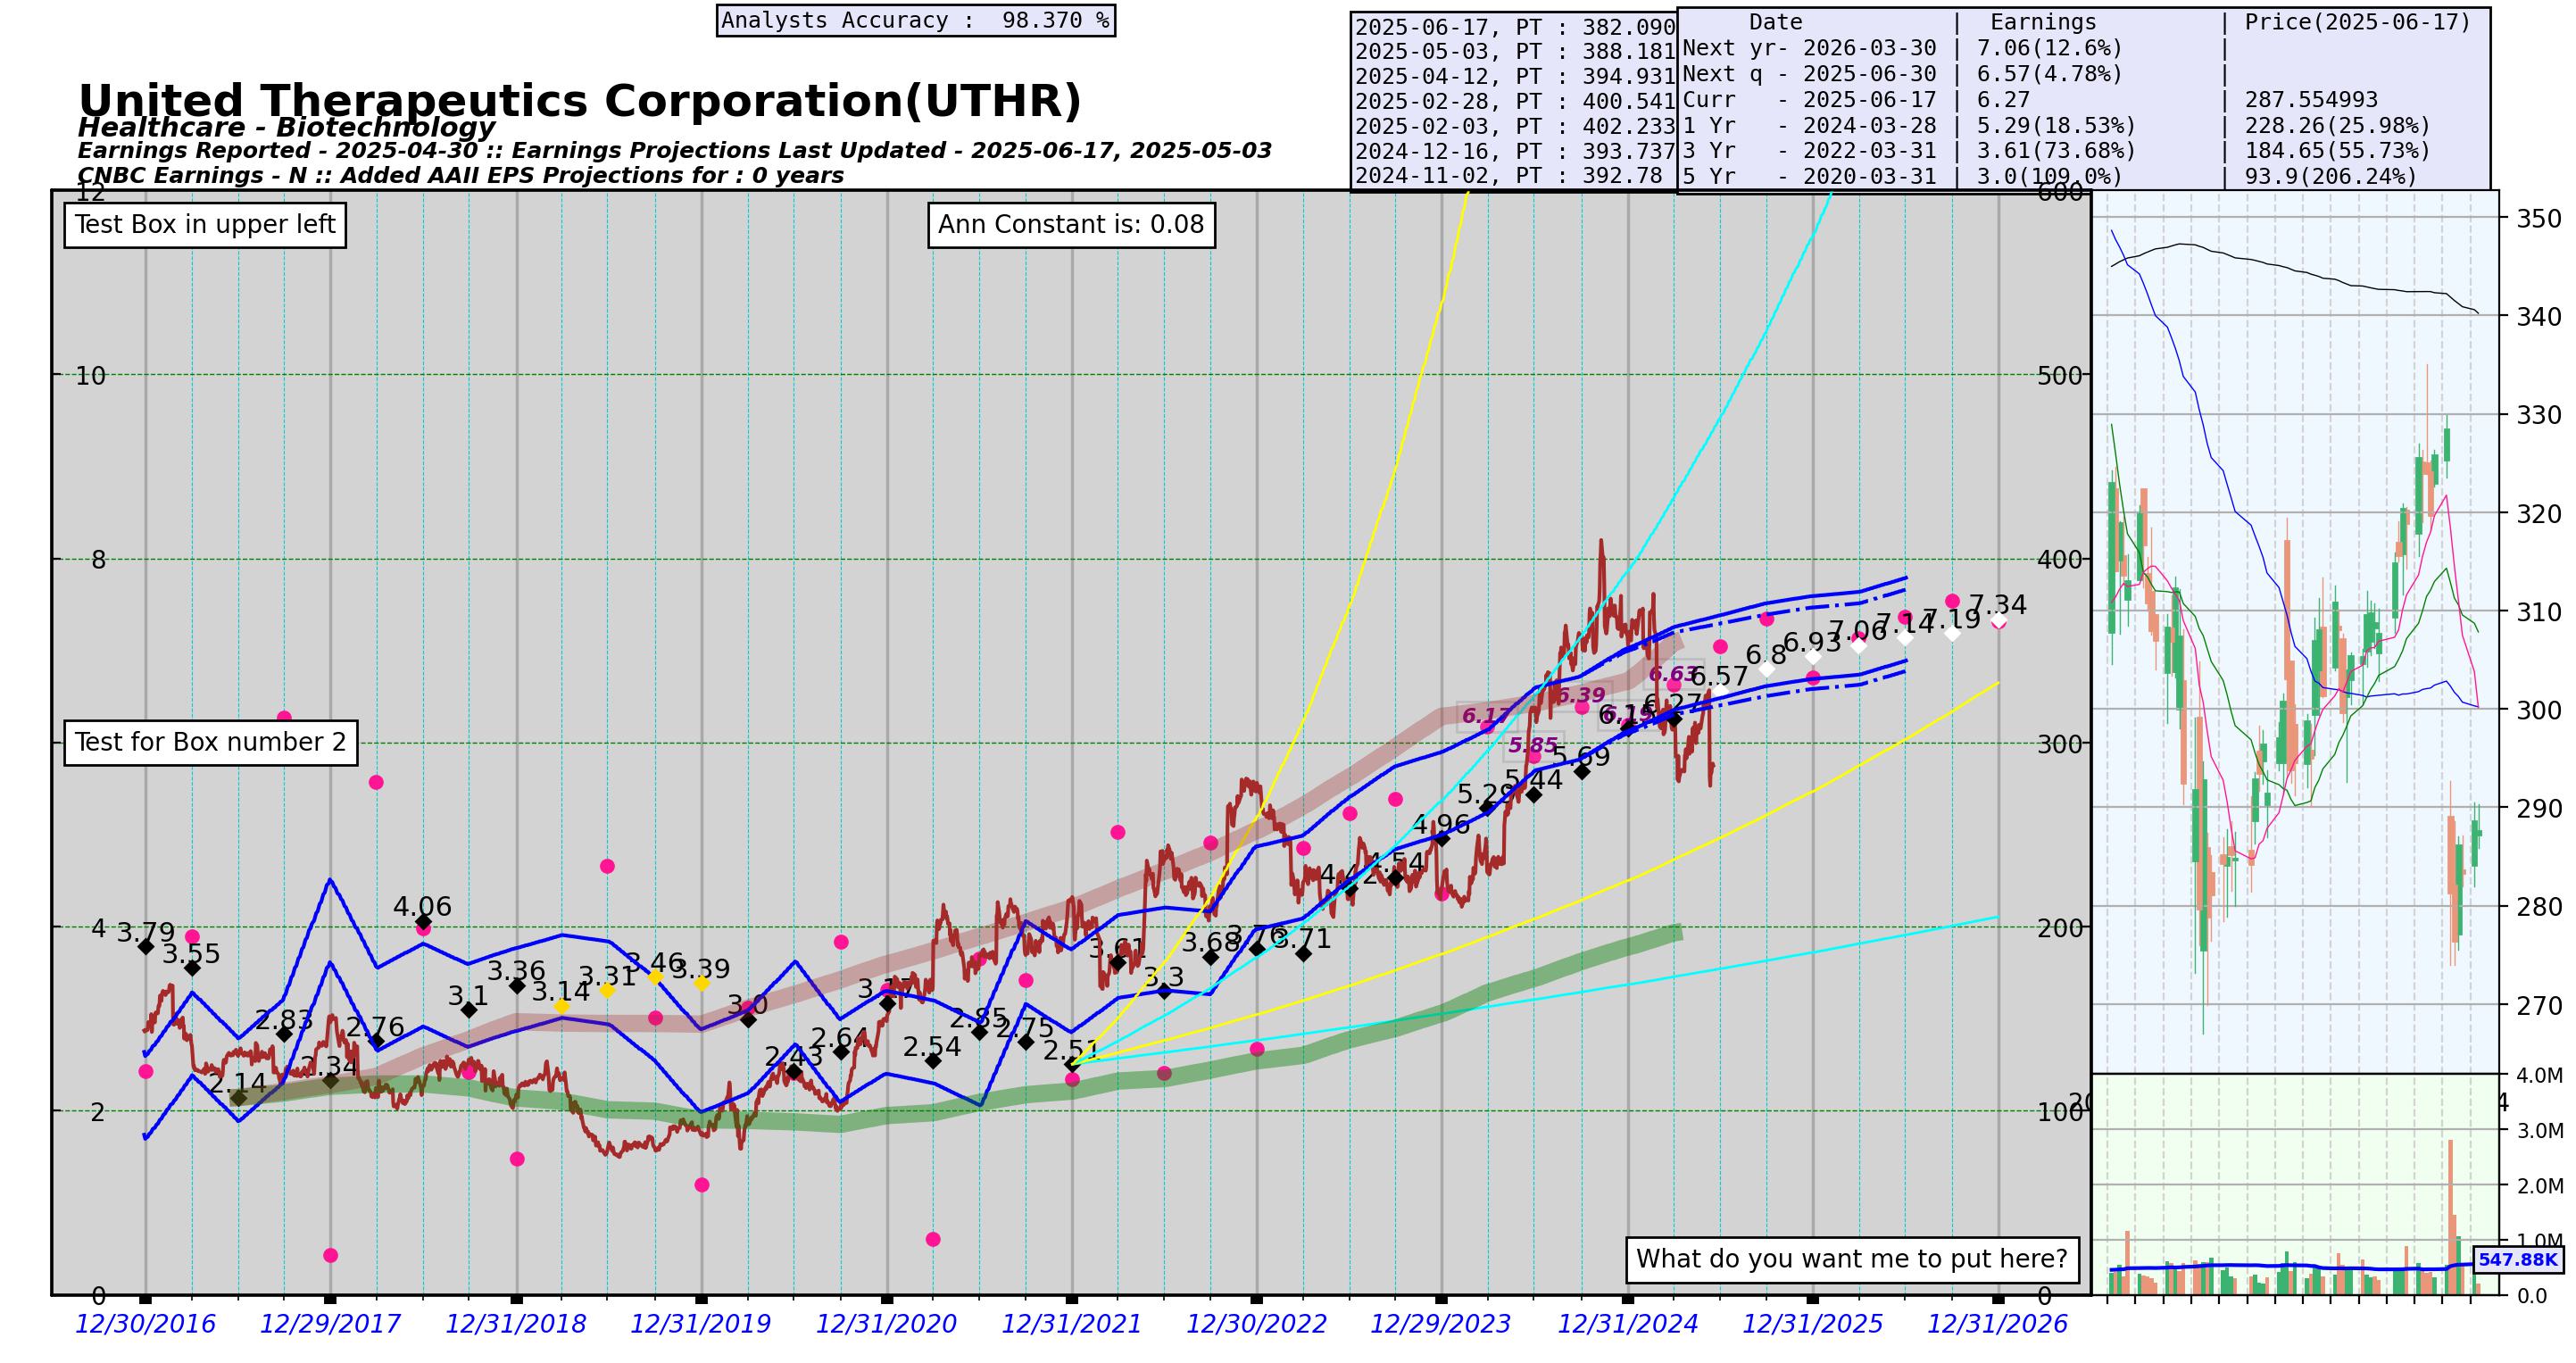 Analysts Accuracy :  98.370 %
United Therapeutics Corporation(UTHR)
Healthcare - Biotechnology
Earnings Reported - 2025-04-30 :: Earnings Projections Last Updated - 2025-06-17, 2025-05-03
CNBC Earnings - N :: Added AAII EPS Projections for : 0 years
2025-06-17, PT : 382.090
2025-05-03, PT : 388.181
2025-04-12, PT : 394.931
2025-02-28, PT : 400.541
2025-02-03, PT : 402.233
2024-12-16, PT : 393.737
2024-11-02, PT : 392.78
Date | Earnings | Price(2025-06-17)
Next yr- 2026-03-30 | 7.06(12.6%) |
Next q - 2025-06-30 | 6.57(4.78%) |
Curr - 2025-06-17 | 6.27 | 287.554993
1 Yr - 2024-03-28 | 5.29(18.53%) | 228.26(25.98%)
3 Yr - 2022-03-31 | 3.61(73.68%) | 184.65(55.73%)
5 Yr - 2020-03-31 | 3.0(109.0%) | 93.9(206.24%)
Test Box in upper left
Ann Constant is: 0.08
Test for Box number 2
What do you want me to put here?
12
10
8
4
2
0
600
500
400
300
200
100
0
3.79
3.55
2.14
2.83
2.34
2.76
4.06
3.1
3.36
3.14
3.31
3.46
3.39
3.0
2.43
2.64
3.17
2.54
2.85
2.75
2.51
3.61
3.3
3.68
3.76
3.71
4.42
4.54
4.96
5.29
5.44
5.69
6.15
6.27
6.17
5.85
6.39
6.19
6.63
6.57
6.8
6.93
7.06
7.14
7.19
7.34
350
340
330
320
310
300
290
280
270
4.0M
3.0M
2.0M
1.0M
547.88K
0.0
12/30/2016
12/29/2017
12/31/2018
12/31/2019
12/31/2020
12/31/2021
12/30/2022
12/29/2023
12/31/2024
12/31/2025
12/31/2026